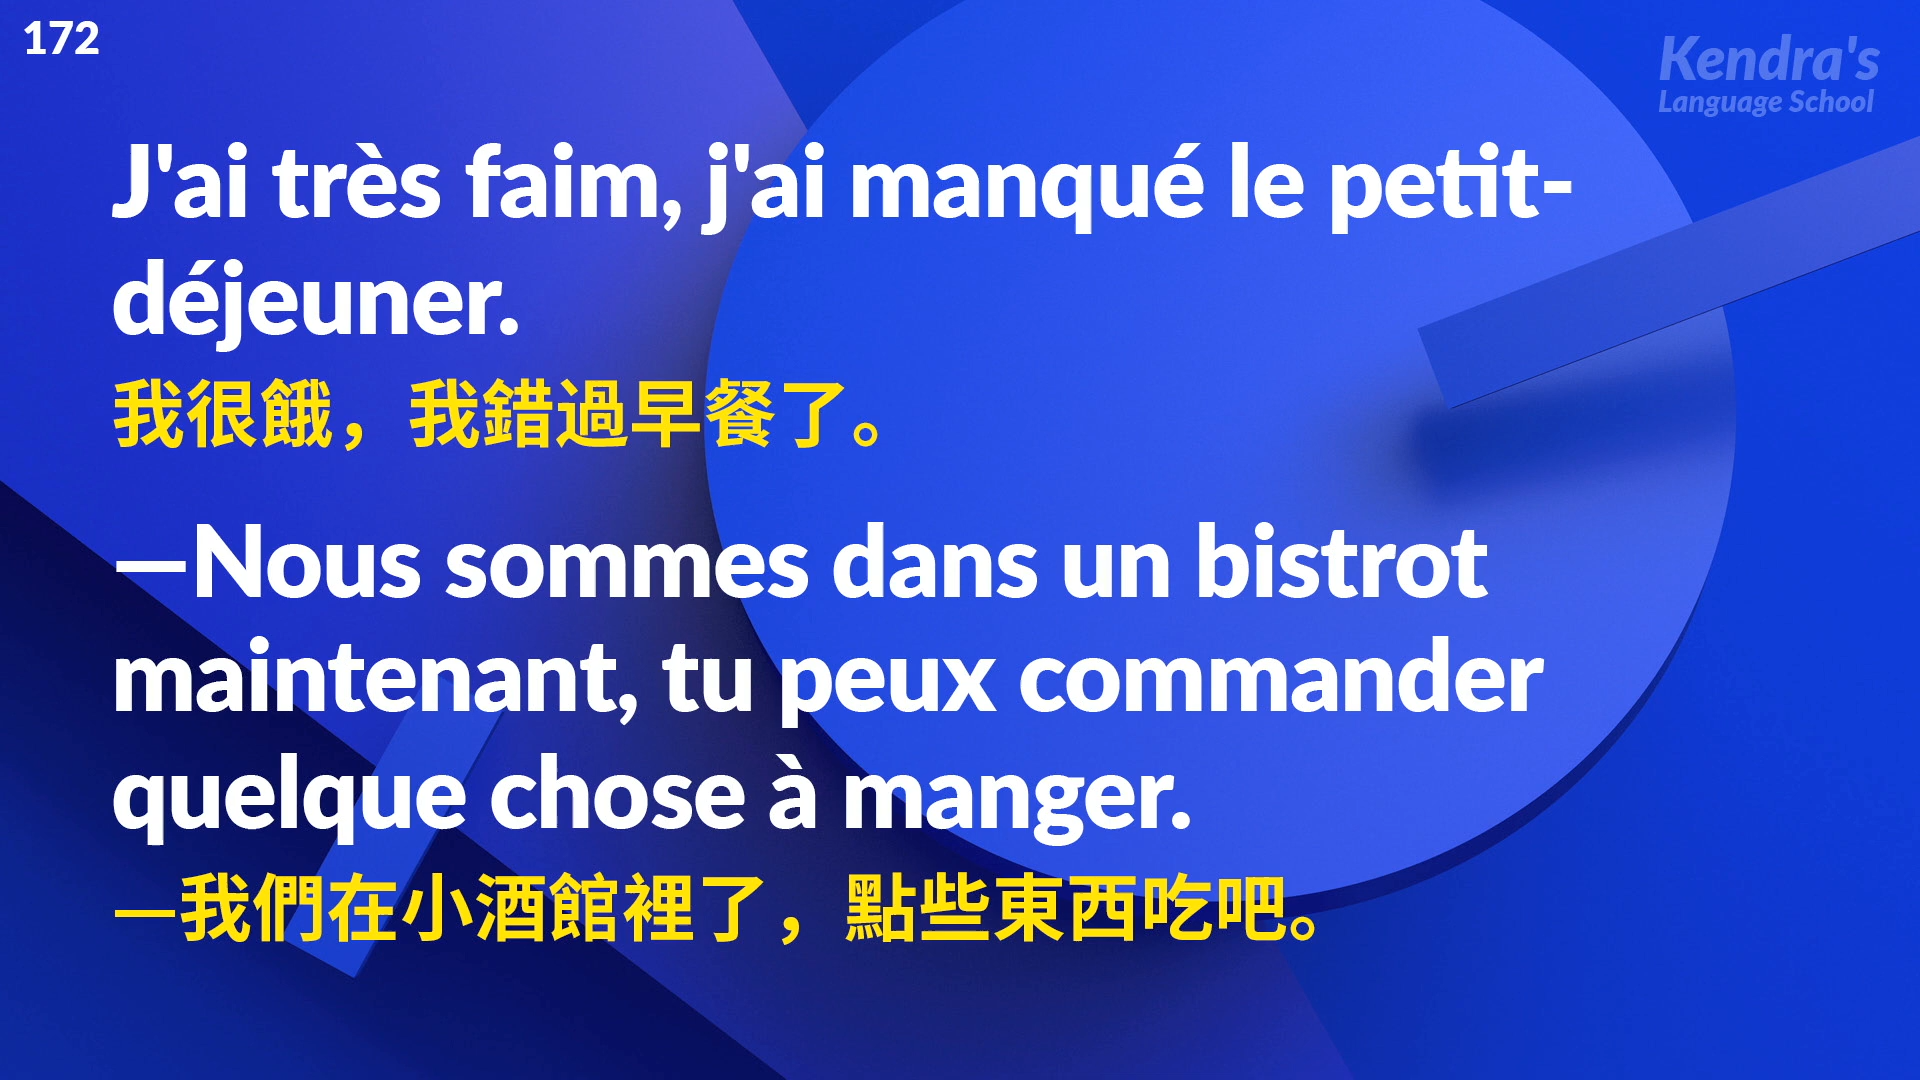 172
Kendra's
Language School
J'ai très faim, j'ai manqué le petit-
déjeuner.
我很餓，我錯過早餐了。
—Nous sommes dans un bistrot
maintenant, tu peux commander
quelque chose à manger.
—我們在小酒館裡了，點些東西吃吧。